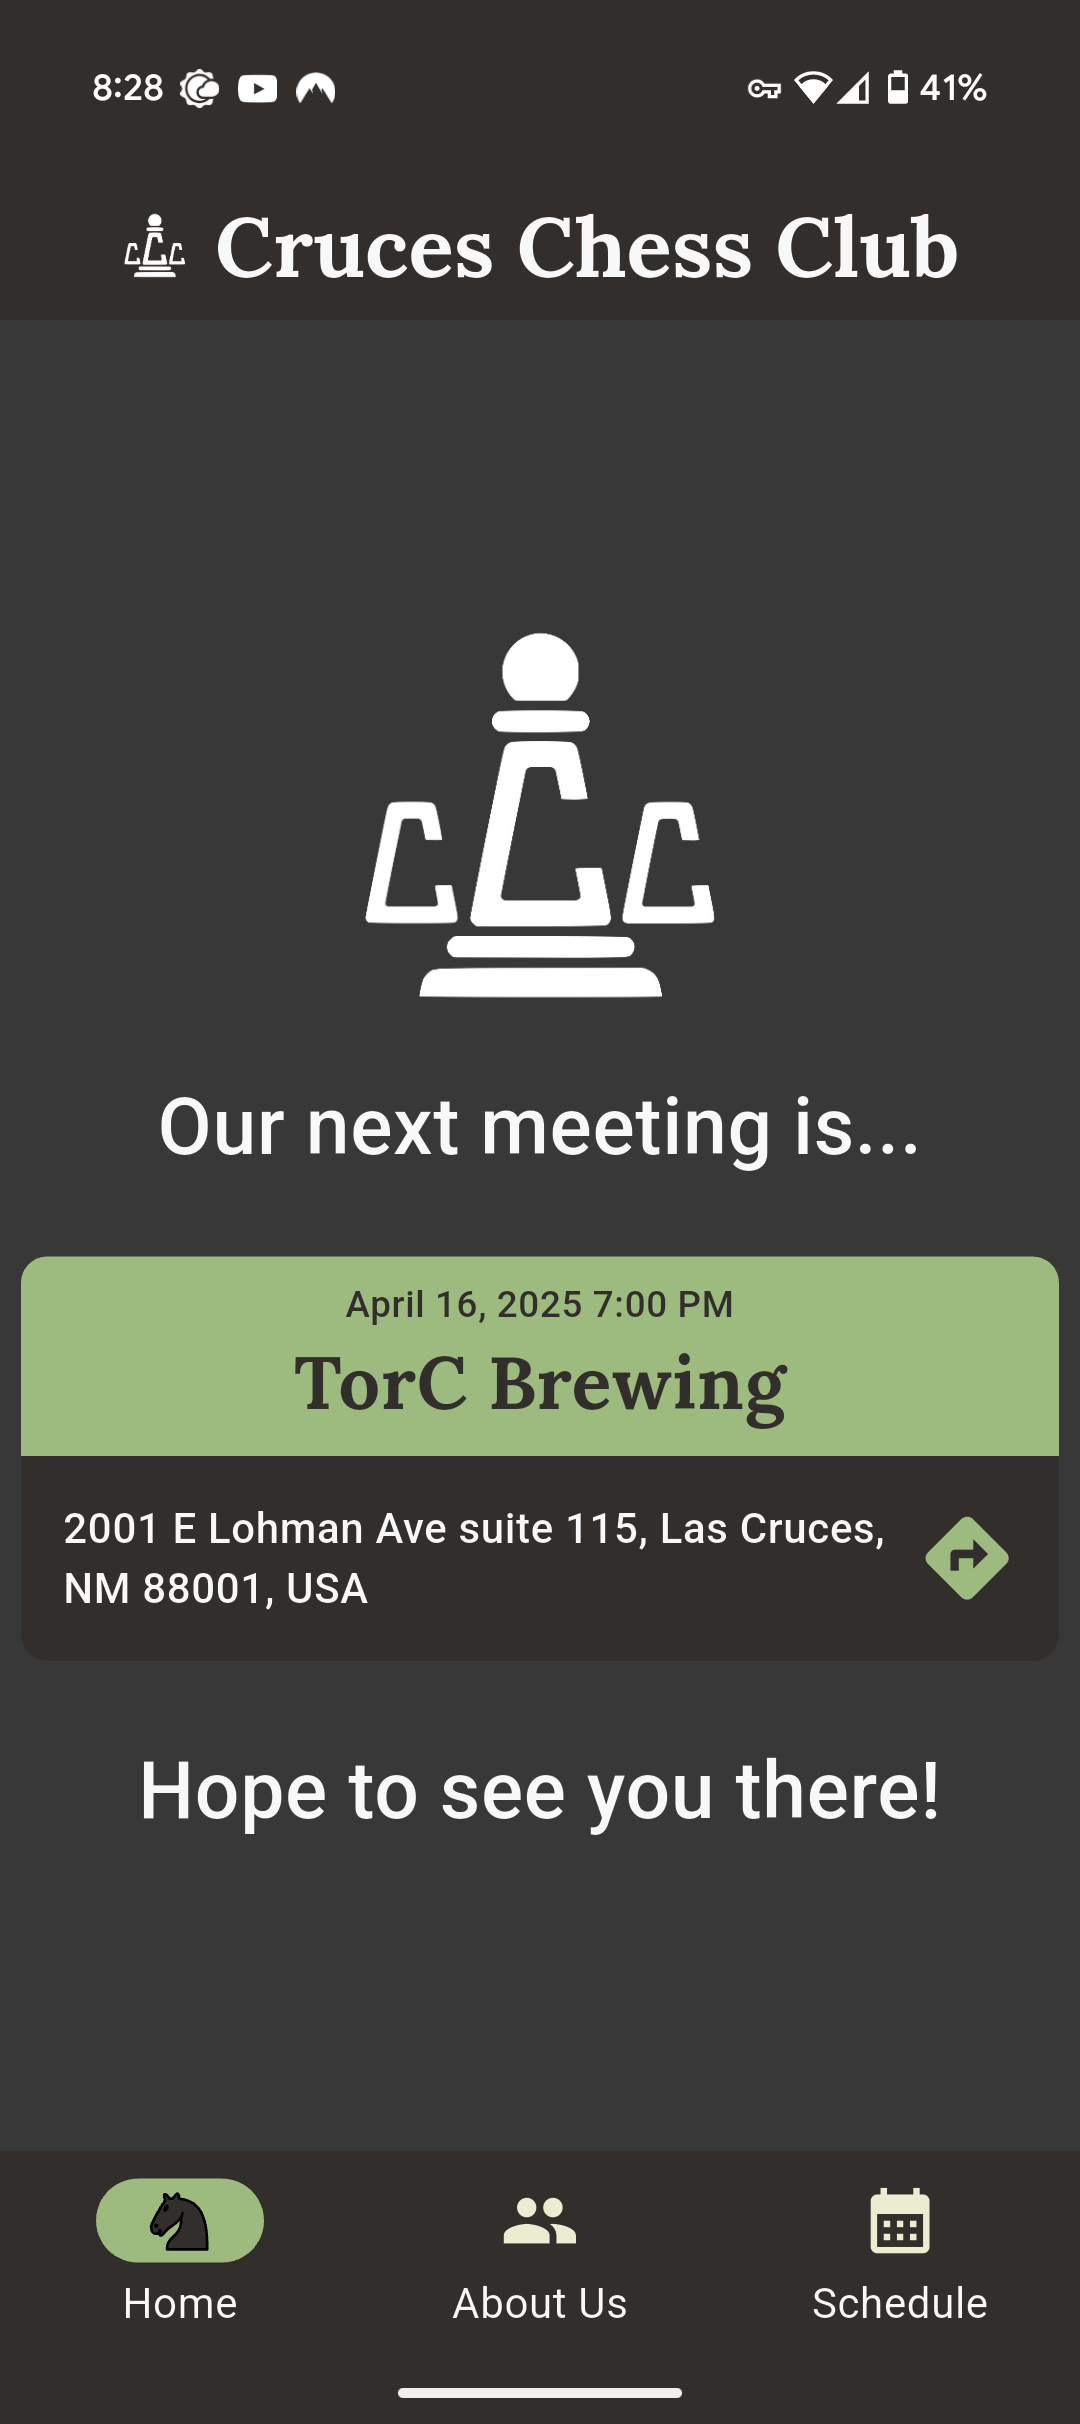 8:28 41%
Cruces Chess Club
CCC
Our next meeting is...
April 16, 2025 7:00 PM
TorC Brewing
2001 E Lohman Ave suite 115, Las Cruces,
NM 88001, USA
Hope to see you there!
Home About Us Schedule